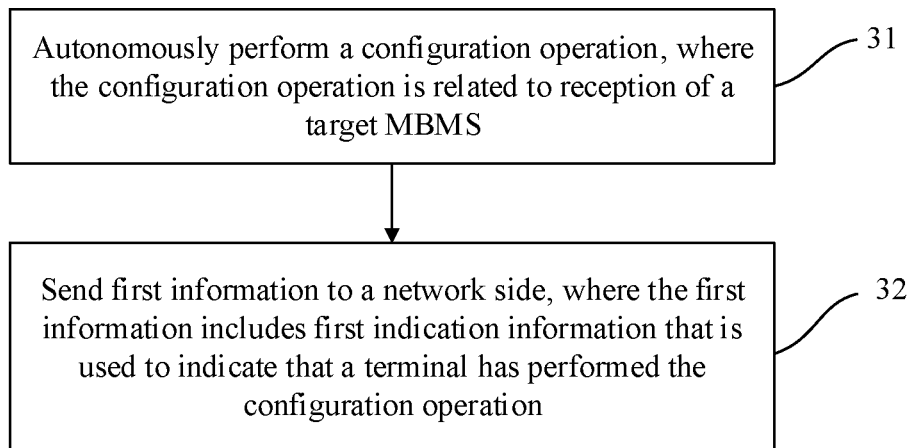 Autonomously perform a configuration operation, where
the configuration operation is related to reception of a
target MBMS
31
Send first information to a network side, where the first
information includes first indication information that is
used to indicate that a terminal has performed the
configuration operation
32